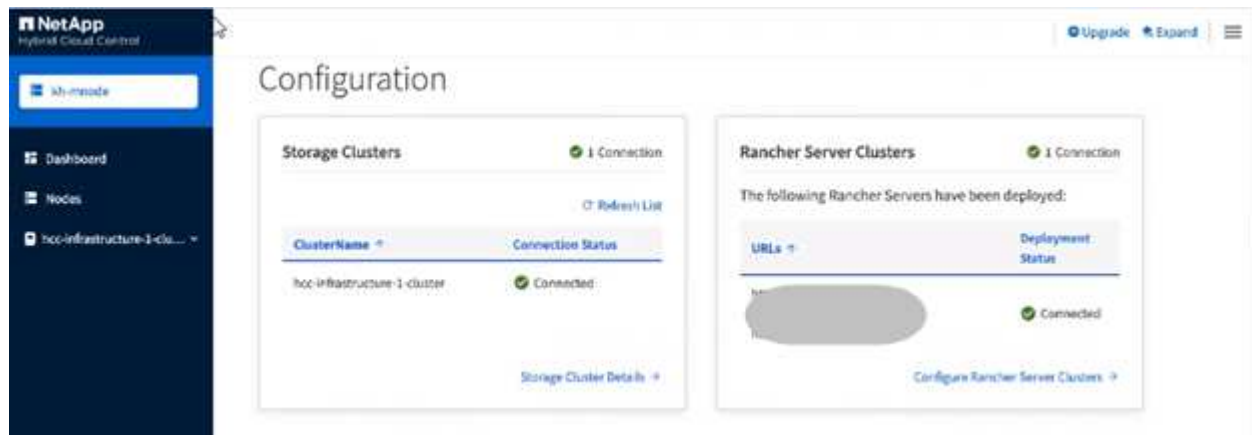 NetApp
Hybrid Cloud Control
Upgrade
Expand
kh-mnode
Configuration
Dashboard
Nodes
hcc-infrastructure-1-clu...
Storage Clusters
1 Connection
Refresh List
ClusterName
Connection Status
hcc-infrastructure-1-cluster
Connected
Storage Cluster Details
Rancher Server Clusters
1 Connection
The following Rancher Servers have been deployed:
URLs
Deployment
Status
Connected
Configure Rancher Server Clusters